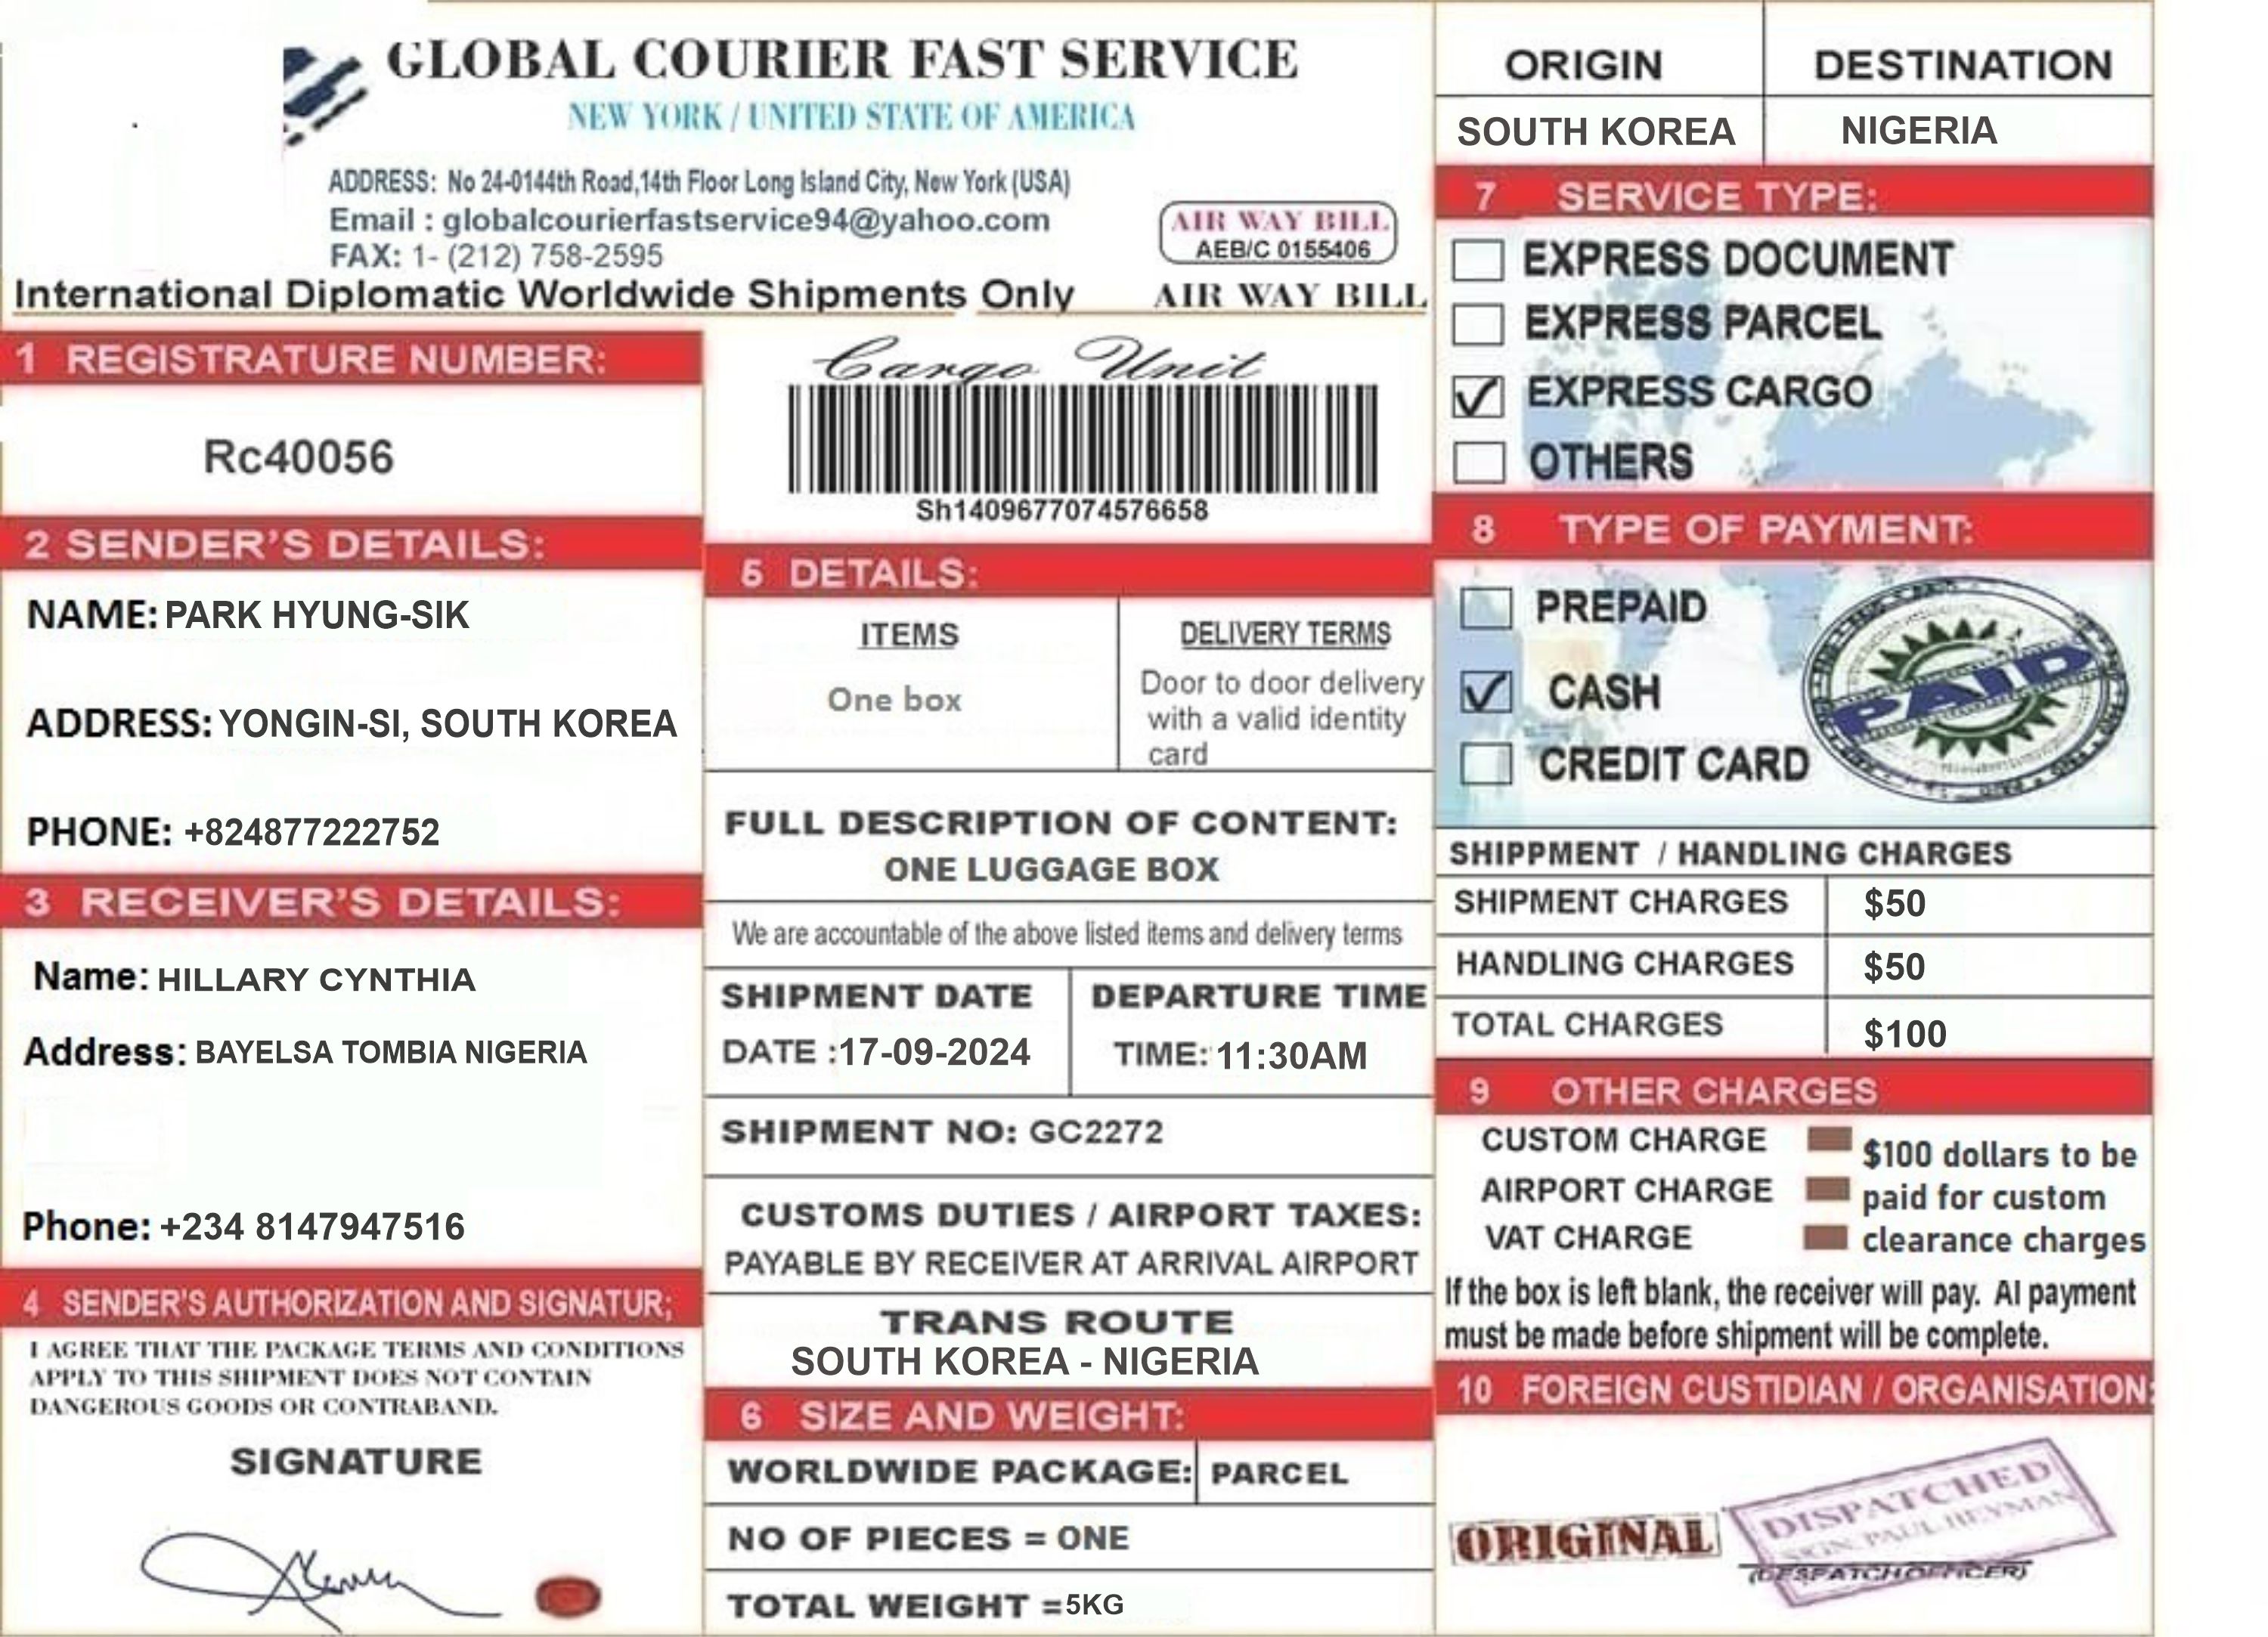 GLOBAL COURIER FAST SERVICE
NEW YORK / UNITED STATE OF AMERICA
ADDRESS: No 24-0144th Road,14th Floor Long Island City, New York (USA)
Email : globalcourierfastservice94@yahoo.com
FAX: 1- (212) 758-2595
International Diplomatic Worldwide Shipments Only
AIR WAY BILL
AEB/C 0155406
AIR WAY BILL
1 REGISTRATURE NUMBER:
Rc40056
2 SENDER'S DETAILS:
NAME: PARK HYUNG-SIK
ADDRESS: YONGIN-SI, SOUTH KOREA
PHONE: +824877222752
3 RECEIVER'S DETAILS:
Name: HILLARY CYNTHIA
Address: BAYELSA TOMBIA NIGERIA
Phone: +234 8147947516
4 SENDER'S AUTHORIZATION AND SIGNATUR;
I AGREE THAT THE PACKAGE TERMS AND CONDITIONS
APPLY TO THIS SHIPMENT DOES NOT CONTAIN
DANGEROUS GOODS OR CONTRABAND.
SIGNATURE
Cargo Unit
Sh1409677074576658
5 DETAILS:
ITEMS
One box
DELIVERY TERMS
Door to door delivery
with a valid identity
card
FULL DESCRIPTION OF CONTENT:
ONE LUGGAGE BOX
We are accountable of the above listed items and delivery terms
SHIPMENT DATE
DATE :17-09-2024
DEPARTURE TIME
TIME: 11:30AM
SHIPMENT NO: GC2272
CUSTOMS DUTIES / AIRPORT TAXES:
PAYABLE BY RECEIVER AT ARRIVAL AIRPORT
TRANS ROUTE
SOUTH KOREA - NIGERIA
6 SIZE AND WEIGHT:
WORLDWIDE PACKAGE: PARCEL
NO OF PIECES = ONE
TOTAL WEIGHT =5KG
ORIGIN DESTINATION
SOUTH KOREA NIGERIA
7 SERVICE TYPE:
EXPRESS DOCUMENT
EXPRESS PARCEL
EXPRESS CARGO
OTHERS
8 TYPE OF PAYMENT:
PREPAID
CASH
CREDIT CARD
PAID
SHIPPMENT / HANDLING CHARGES
SHIPMENT CHARGES $50
HANDLING CHARGES $50
TOTAL CHARGES $100
9 OTHER CHARGES
CUSTOM CHARGE
AIRPORT CHARGE
VAT CHARGE
$100 dollars to be
paid for custom
clearance charges
If the box is left blank, the receiver will pay. Al payment
must be made before shipment will be complete.
10 FOREIGN CUSTIDIAN / ORGANISATION:
ORIGINAL
DISPATCHED
SIGN PAUL HEYMAN
(DESPATCH OFFICER)